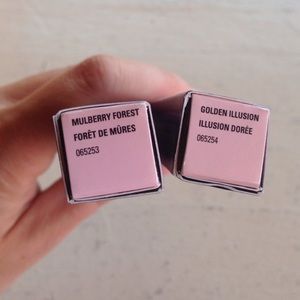 MULBERRY FOREST
FORÊT DE MÛRES
065253
GOLDEN ILLUSION
ILLUSION DORÉE
065254